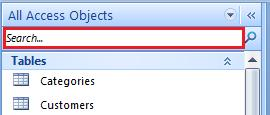 All Access Objects
Search...
Tables
Categories
Customers